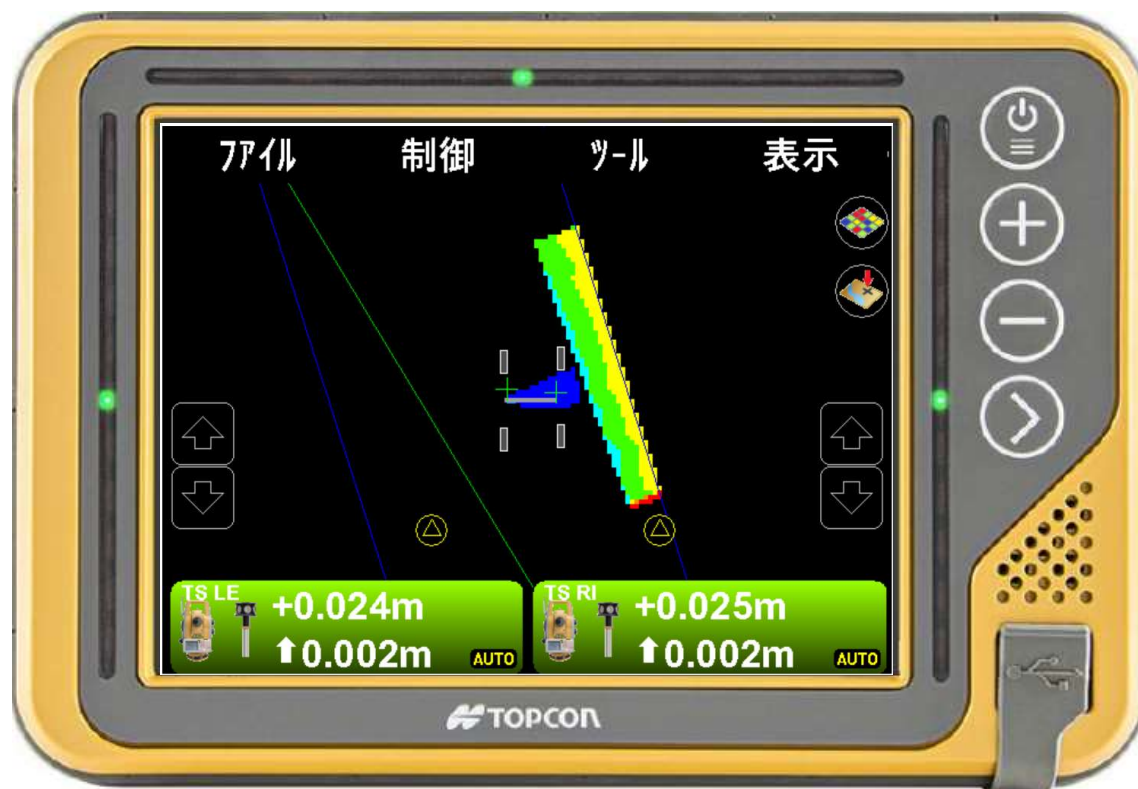 ﾌｧｲﾙ 制御 ﾂｰﾙ 表示
TS LE
+0.024m
⬆0.002m AUTO
TS RI
+0.025m
⬆0.002m AUTO
TOPCON